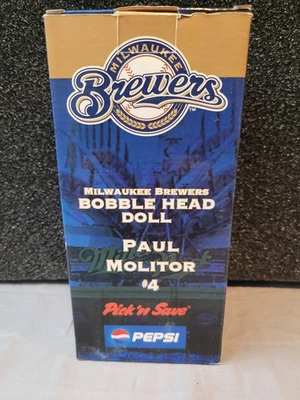 MILWAUKEE
Brewers
MILWAUKEE BREWERS
BOBBLE HEAD
DOLL
PAUL
MOLITOR
#4
Pick 'n Save
PEPSI